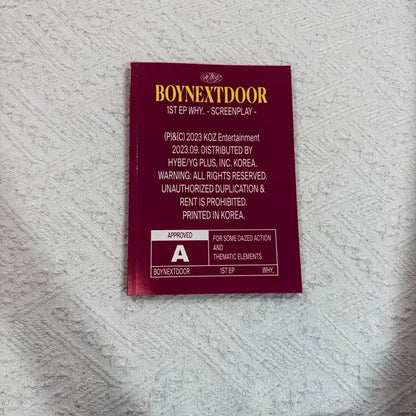 BOYNEXTDOOR
1ST EP WHY.. - SCREENPLAY -
(P)&(C) 2023 KOZ Entertainment
2023.09. DISTRIBUTED BY
HYBE/YG PLUS, INC. KOREA.
WARNING: ALL RIGHTS RESERVED.
UNAUTHORIZED DUPLICATION &
RENT IS PROHIBITED.
PRINTED IN KOREA.
APPROVED
A
FOR SOME DAZED ACTION
AND
THEMATIC ELEMENTS
BOYNEXTDOOR 1ST EP WHY..